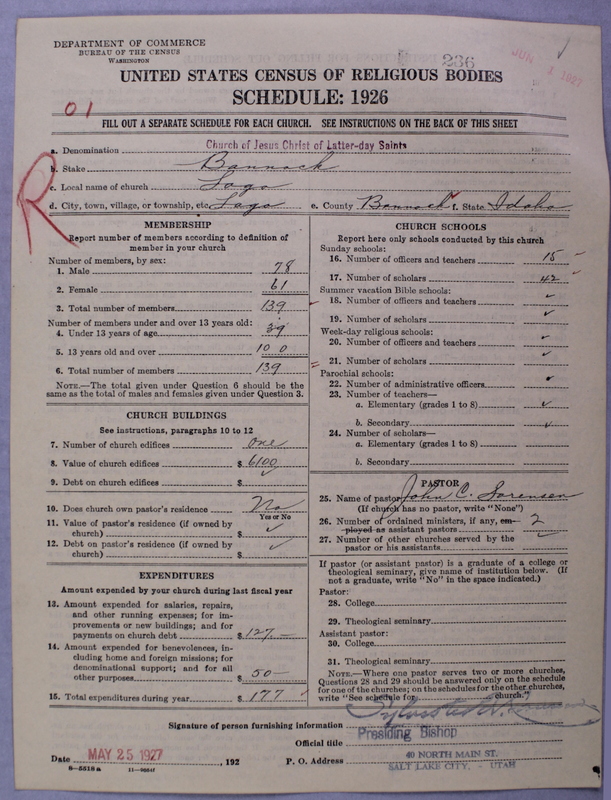 DEPARTMENT OF COMMERCE
BUREAU OF THE CENSUS
WASHINGTON
236
JUN 1 1927
UNITED STATES CENSUS OF RELIGIOUS BODIES
SCHEDULE: 1926
01
FILL OUT A SEPARATE SCHEDULE FOR EACH CHURCH. SEE INSTRUCTIONS ON THE BACK OF THIS SHEET
R
a. Denomination Church of Jesus Christ of Latter-day Saints
b. Stake Bannock
c. Local name of church Lago
d. City, town, village, or township, etc. Lago e. County Bannock f. State Idaho
MEMBERSHIP
Report number of members according to definition of member in your church
Number of members, by sex:
1. Male 78
2. Female 61
3. Total number of members 139
Number of members under and over 13 years old:
4. Under 13 years of age 39
5. 13 years old and over 100
6. Total number of members 139
NOTE.—The total given under Question 6 should be the
same as the total of males and females given under Question 3.
CHURCH BUILDINGS
See instructions, paragraphs 10 to 12
7. Number of church edifices one
8. Value of church edifices $ 6100
9. Debt on church edifices $
10. Does church own pastor's residence? No
Yes or No
11. Value of pastor's residence (if owned by
church) $
12. Debt on pastor's residence (if owned by
church) $
EXPENDITURES
Amount expended by your church during last fiscal year
13. Amount expended for salaries, repairs,
and other running expenses; for im-
provements or new buildings; and for
payments on church debt $ 127.—
14. Amount expended for benevolences, in-
cluding home and foreign missions; for
denominational support; and for all
other purposes $ 50—
15. Total expenditures during year $ 177
CHURCH SCHOOLS
Report here only schools conducted by this church
Sunday schools:
16. Number of officers and teachers 15
17. Number of scholars 42
Summer vacation Bible schools:
18. Number of officers and teachers
19. Number of scholars
Week-day religious schools:
20. Number of officers and teachers
21. Number of scholars
Parochial schools:
22. Number of administrative officers
23. Number of teachers—
a. Elementary (grades 1 to 8)
b. Secondary
24. Number of scholars—
a. Elementary (grades 1 to 8)
b. Secondary
PASTOR
25. Name of pastor John C. Sorensen
(If church has no pastor, write "None")
26. Number of ordained ministers, if any, em-
ployed as assistant pastors 2
27. Number of other churches served by the
pastor or his assistants
If pastor (or assistant pastor) is a graduate of a college or
theological seminary, give name of institution below. (If
not a graduate, write "No" in the space indicated.)
Pastor:
28. College
29. Theological seminary
Assistant pastor:
30. College
31. Theological seminary
NOTE.—Where one pastor serves two or more churches,
Questions 28 and 29 should be answered only on the schedule
for one of the churches; on the schedules for the other churches,
write "See schedule for church.")
Signature of person furnishing information
Official title Presiding Bishop
Date MAY 25 1927, 192 P. O. Address 40 NORTH MAIN ST.
SALT LAKE CITY, - UTAH
8—5518a 11—9654f